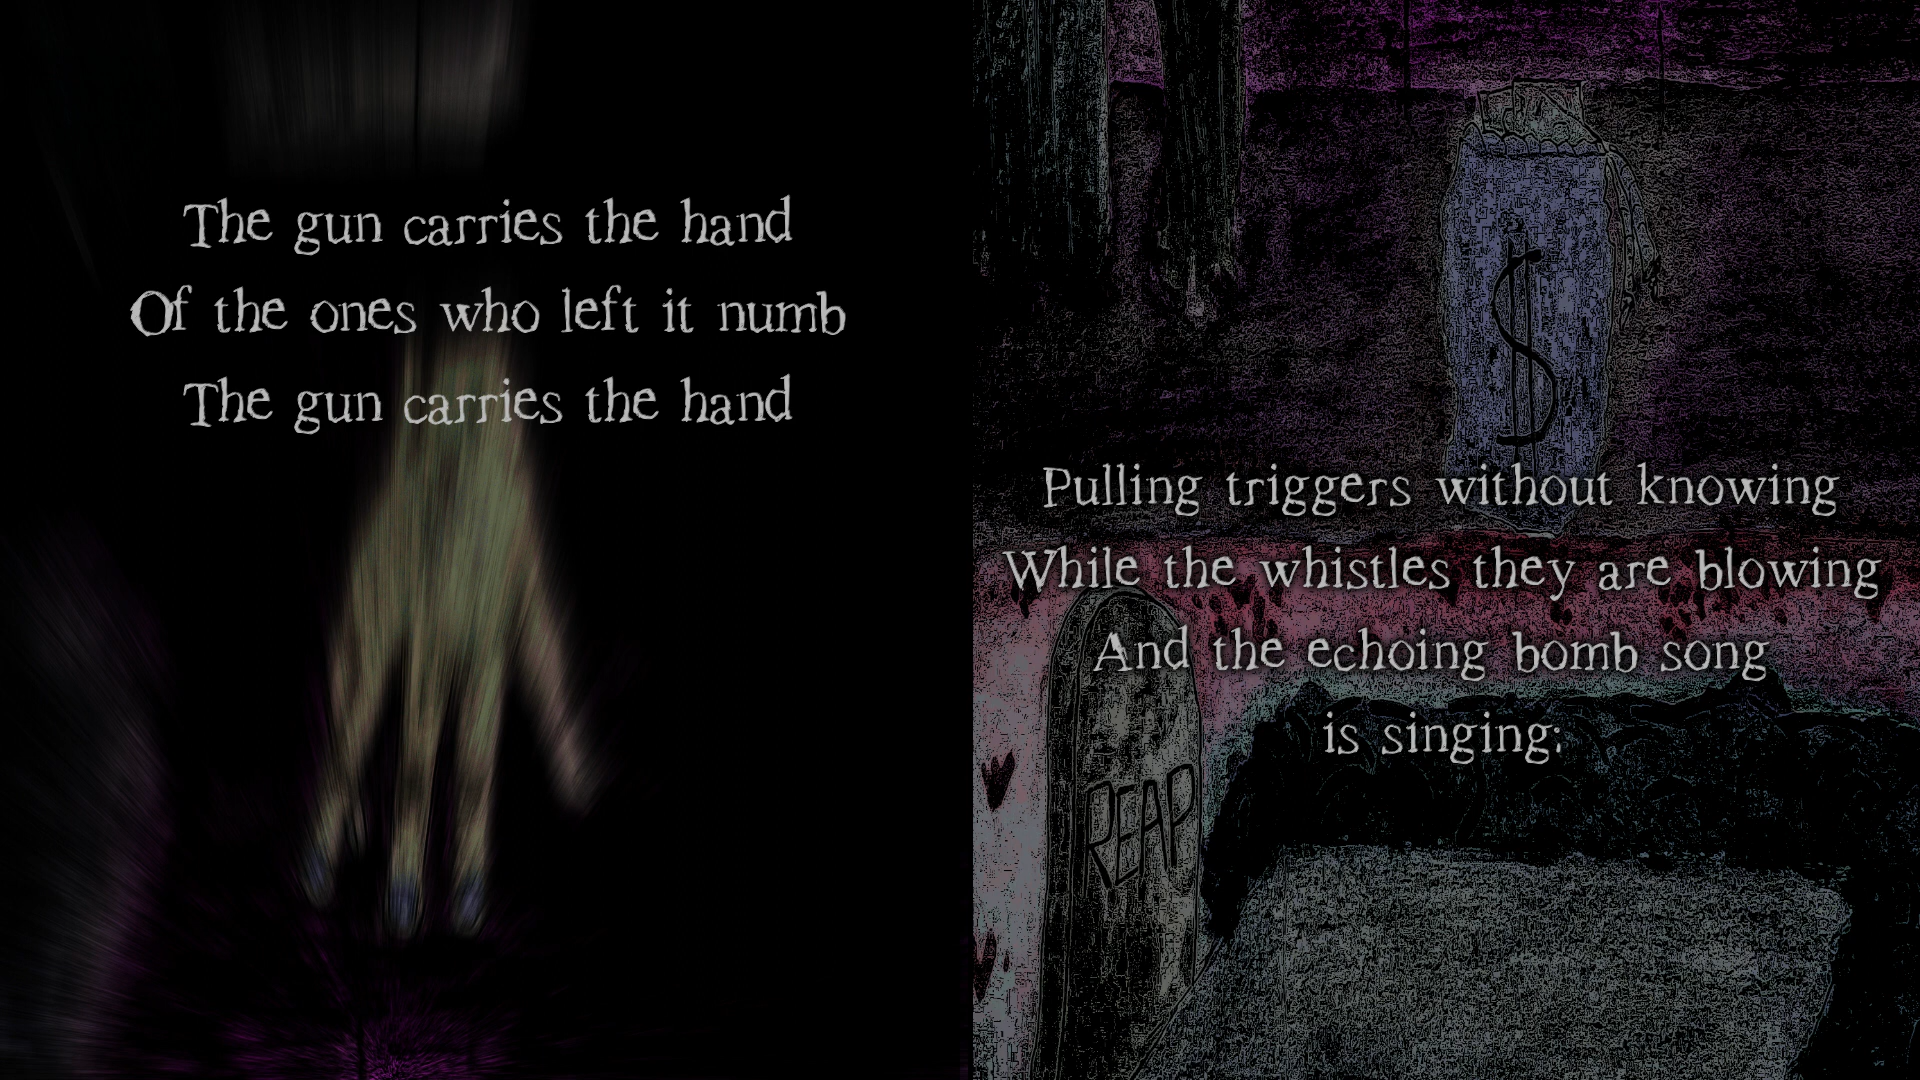 The gun carries the hand
Of the ones who left it numb
The gun carries the hand
Pulling triggers without knowing
While the whistles they are blowing
And the echoing bomb song
is singing:
$
REAP